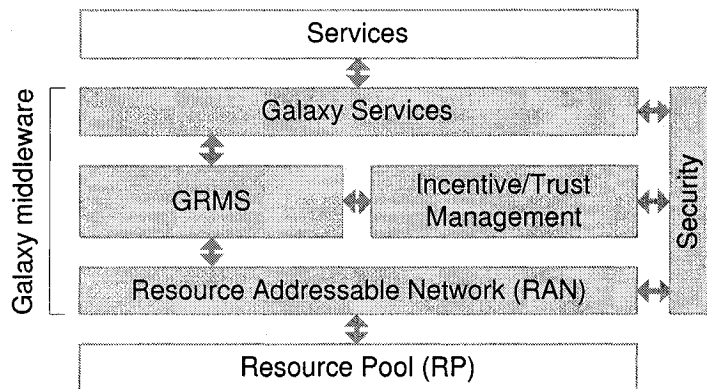 Services
Galaxy middleware
Galaxy Services
GRMS
Incentive/Trust
Management
Security
Resource Addressable Network (RAN)
Resource Pool (RP)